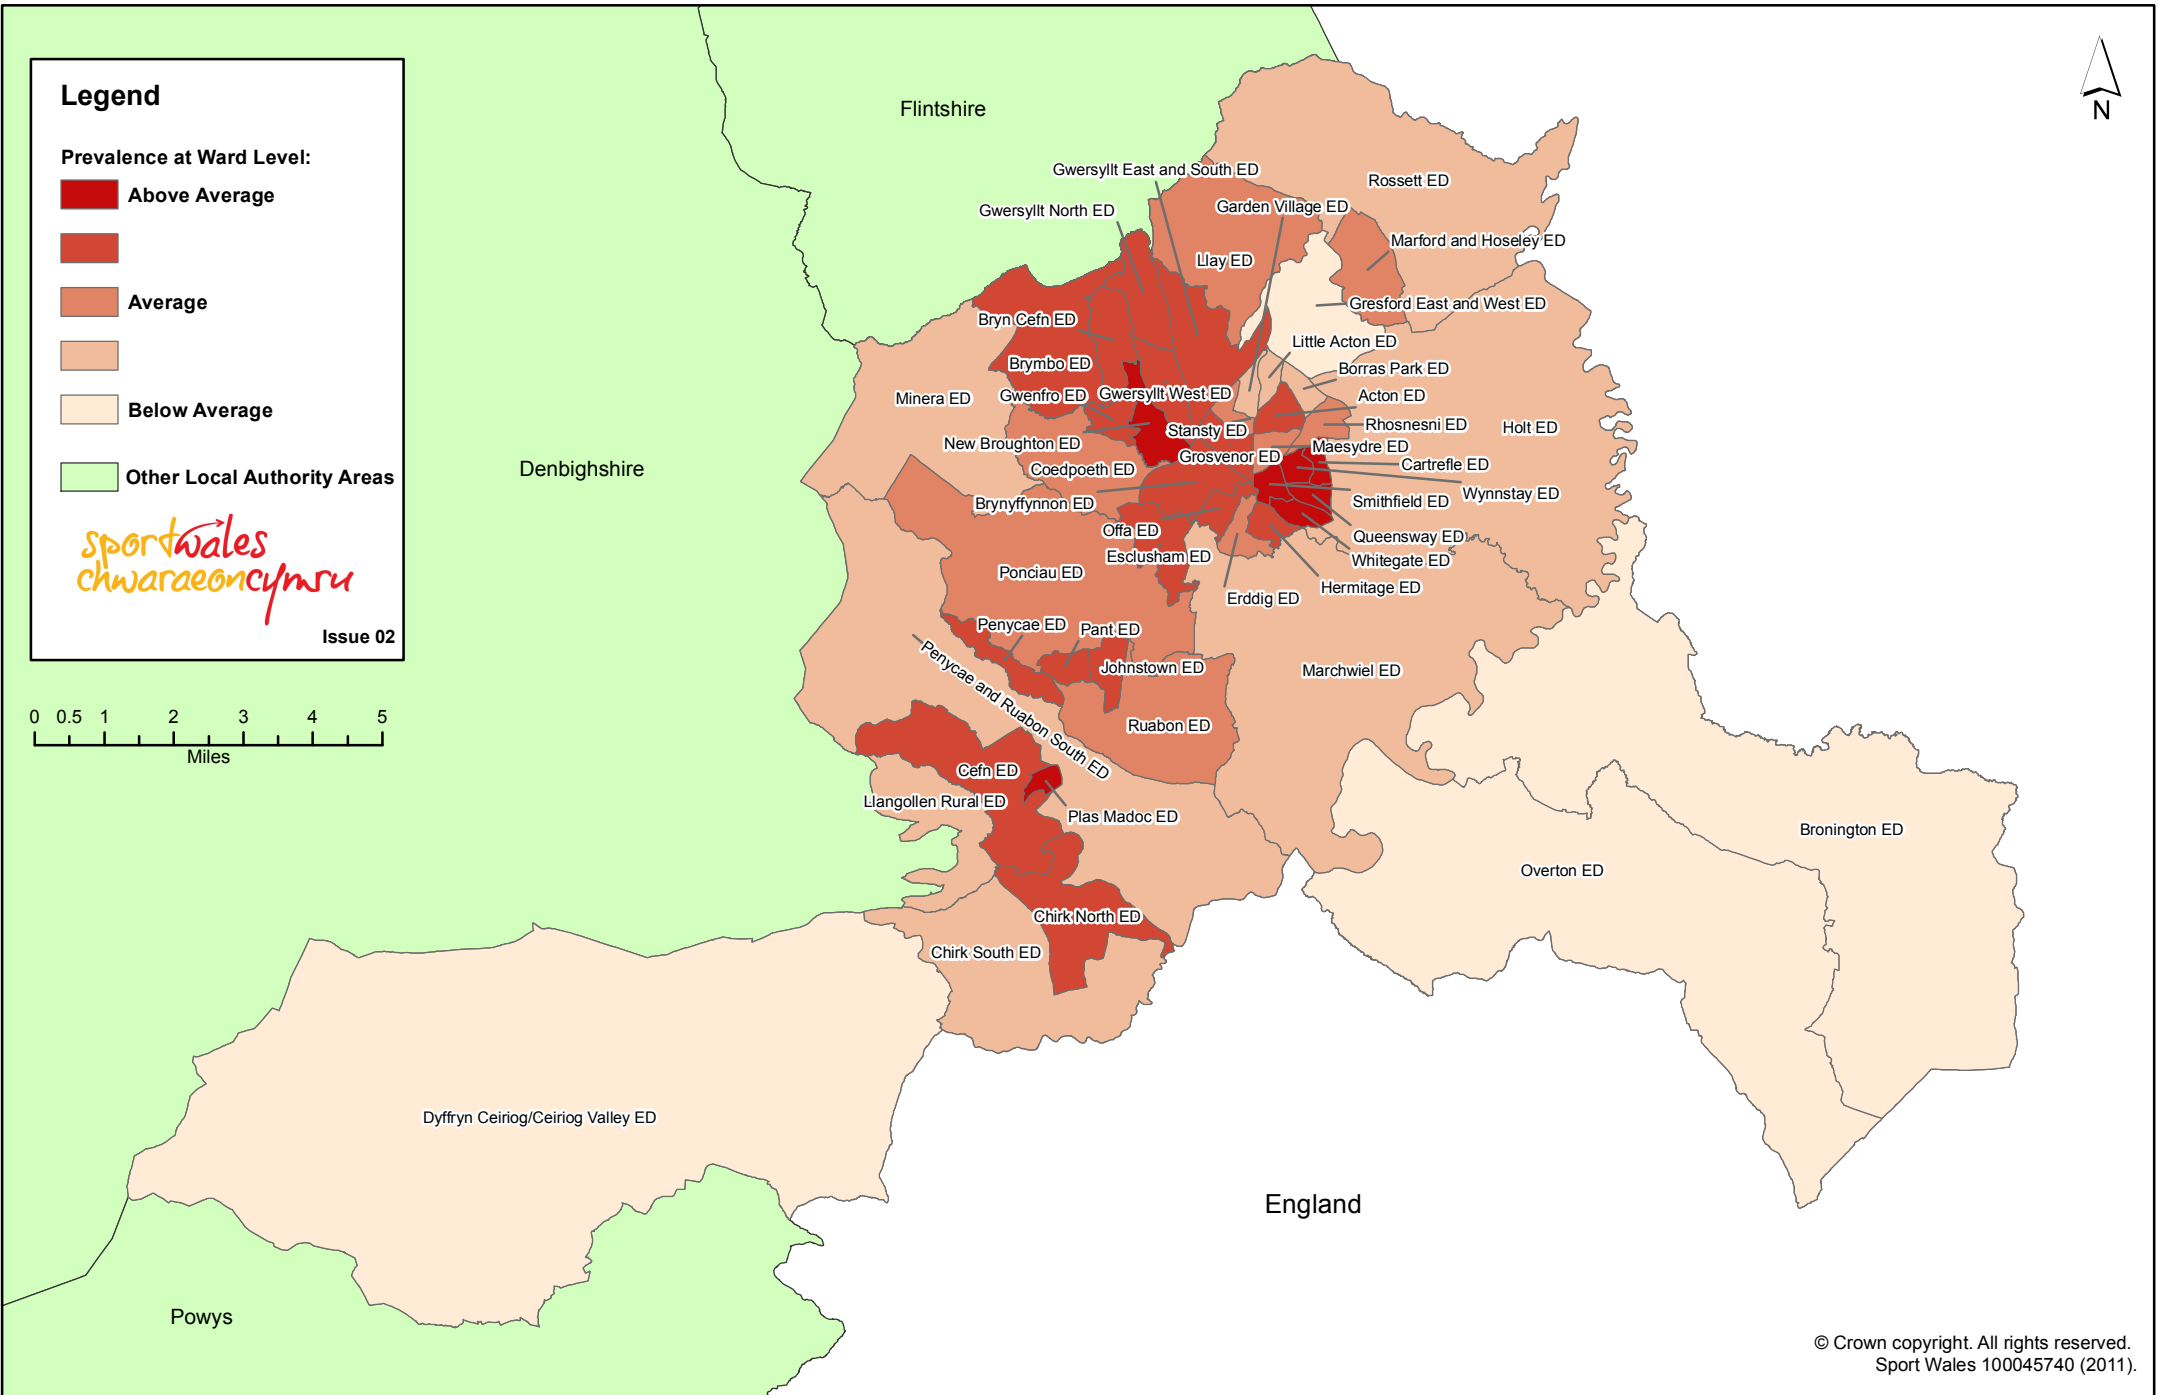 Legend
Prevalence at Ward Level:
Above Average
Average
Below Average
Other Local Authority Areas
sportwales
chwaraeoncymru
Issue 02
0 0.5 1 2 3 4 5
Miles
N
Flintshire
Denbighshire
Powys
England
Gwersyllt East and South ED
Rossett ED
Gwersyllt North ED
Garden Village ED
Marford and Hoseley ED
Llay ED
Gresford East and West ED
Bryn Cefn ED
Little Acton ED
Brymbo ED
Borras Park ED
Minera ED
Gwenfro ED
Gwersyllt West ED
Acton ED
Rhosnesni ED
Holt ED
New Broughton ED
Stansty ED
Maesydre ED
Coedpoeth ED
Grosvenor ED
Cartrefle ED
Wynnstay ED
Brynyffynnon ED
Smithfield ED
Offa ED
Queensway ED
Esclusham ED
Whitegate ED
Ponciau ED
Hermitage ED
Erddig ED
Penycae ED
Pant ED
Johnstown ED
Marchwiel ED
Penycae and Ruabon South ED
Ruabon ED
Cefn ED
Llangollen Rural ED
Plas Madoc ED
Bronington ED
Overton ED
Chirk North ED
Chirk South ED
Dyffryn Ceiriog/Ceiriog Valley ED
© Crown copyright. All rights reserved.
Sport Wales 100045740 (2011).